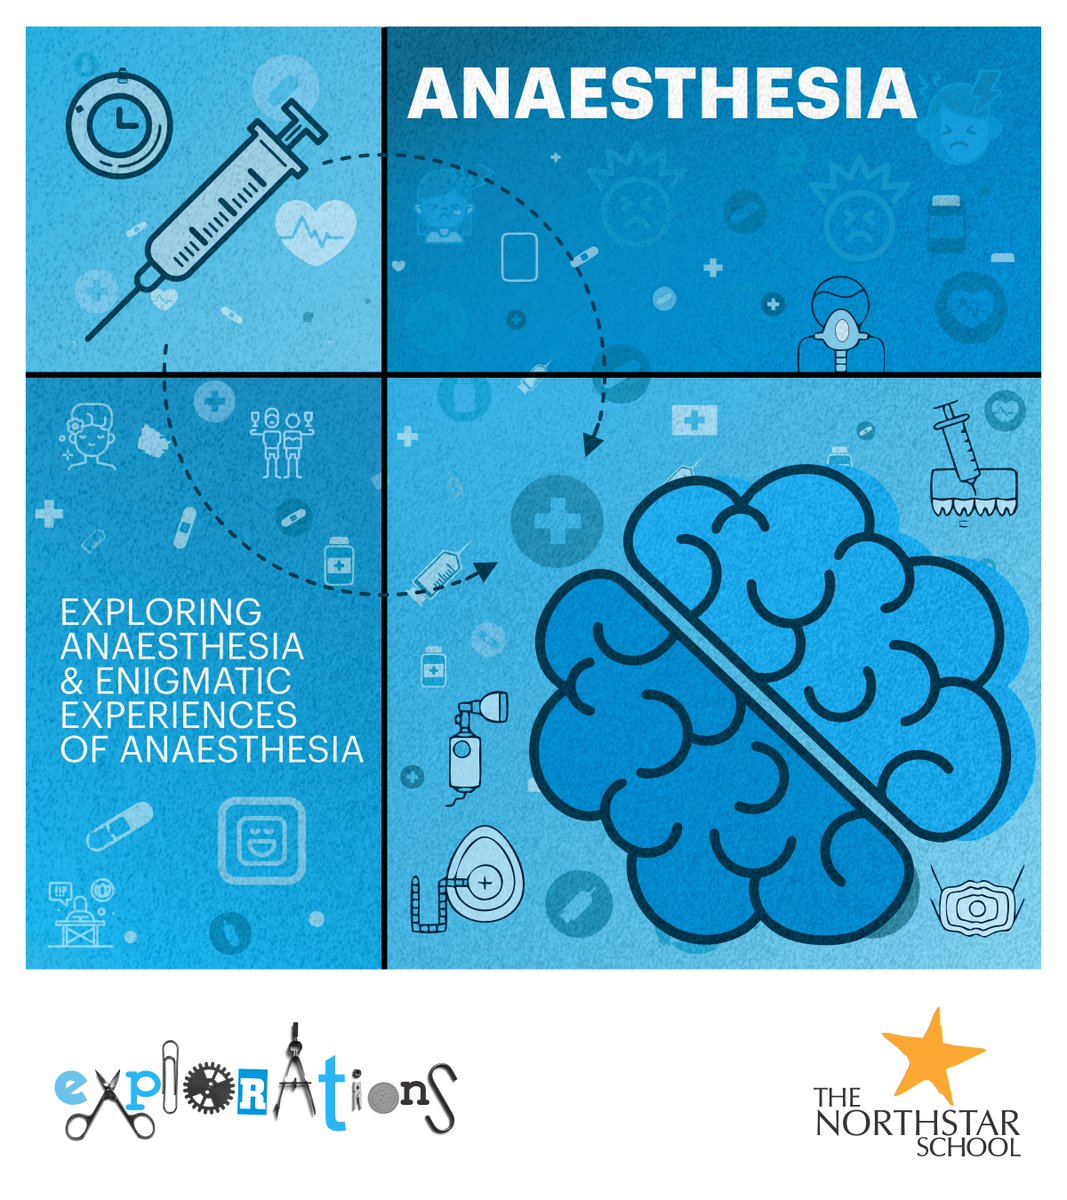 ANAESTHESIA
EXPLORING
ANAESTHESIA
& ENIGMATIC
EXPERIENCES
OF ANAESTHESIA
explORAtionS
THE
NORTHSTAR
SCHOOL